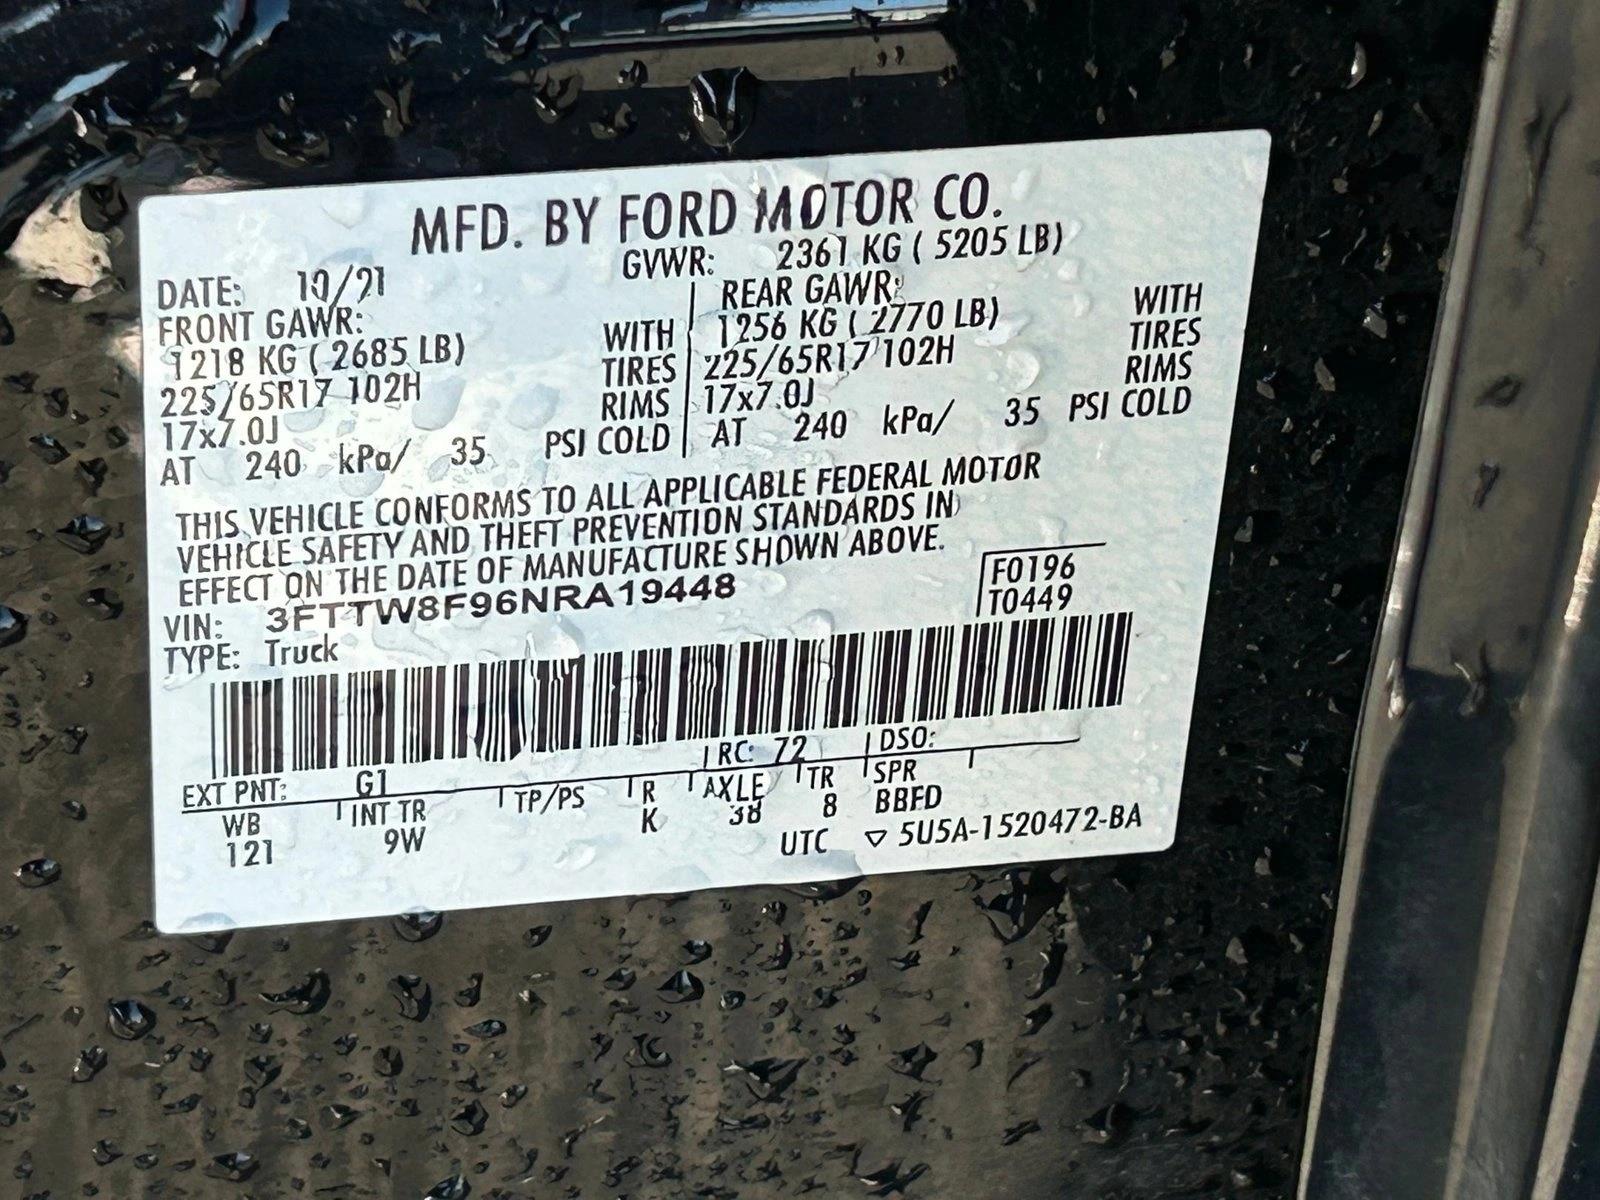 MFD. BY FORD MOTOR CO.
DATE: 10/21 GVWR: 2361 KG ( 5205 LB)
FRONT GAWR: REAR GAWR:
1218 KG ( 2685 LB) WITH 1256 KG ( 2770 LB) WITH
225/65R17 102H TIRES 225/65R17 102H TIRES
17x7.0J RIMS 17x7.0J RIMS
AT 240 kPa/ 35 PSI COLD AT 240 kPa/ 35 PSI COLD
THIS VEHICLE CONFORMS TO ALL APPLICABLE FEDERAL MOTOR
VEHICLE SAFETY AND THEFT PREVENTION STANDARDS IN
EFFECT ON THE DATE OF MANUFACTURE SHOWN ABOVE.
VIN: 3FTTW8F96NRA19448 F0196
TYPE: Truck T0449
EXT PNT: G1 RC: 72 DSO:
WB INT TR TP/PS R AXLE TR SPR
121 9W K 38 8 BBFD
UTC ▽ 5U5A-1520472-BA